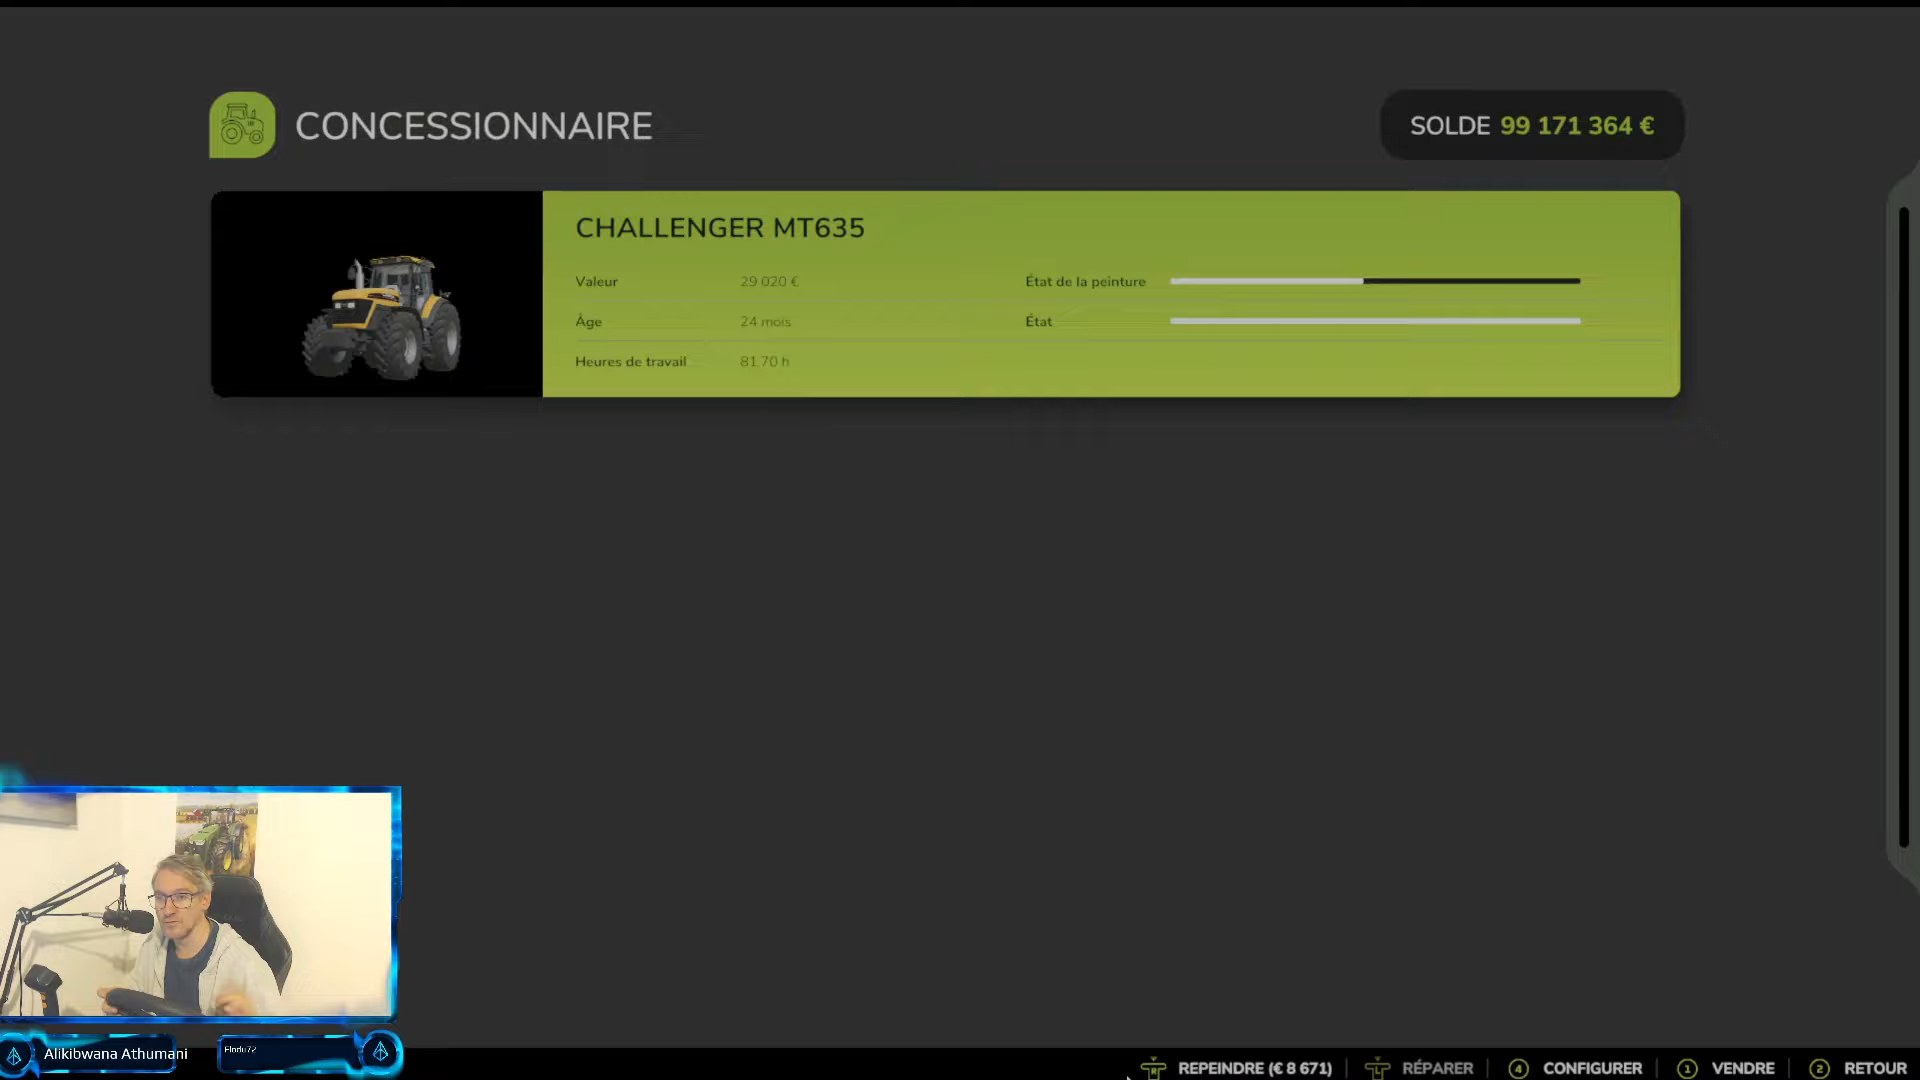 CONCESSIONNAIRE
SOLDE 99 171 364 €
CHALLENGER MT635
Valeur 29 020 € État de la peinture
Âge 24 mois État
Heures de travail 81.70 h
Alikibwana Athumani
Flodu72
REPEINDRE (€ 8 671) RÉPARER 4 CONFIGURER 1 VENDRE 2 RETOUR